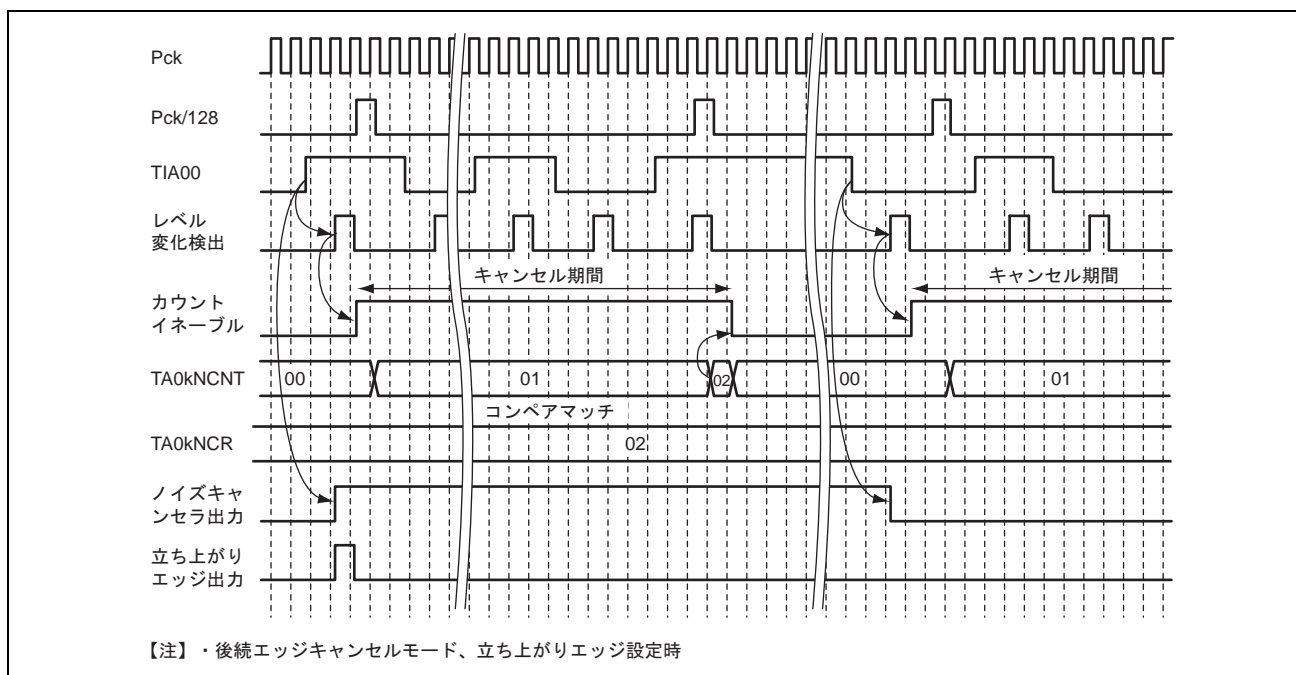 Pck
Pck/128
TIA00
レベル
変化検出
キャンセル期間
キャンセル期間
カウント
イネーブル
TA0kNCNT
00
01
02
00
01
コンペアマッチ
TA0kNCR
02
ノイズキャ
ンセラ出力
立ち上がり
エッジ出力
【注】・後続エッジキャンセルモード、立ち上がりエッジ設定時